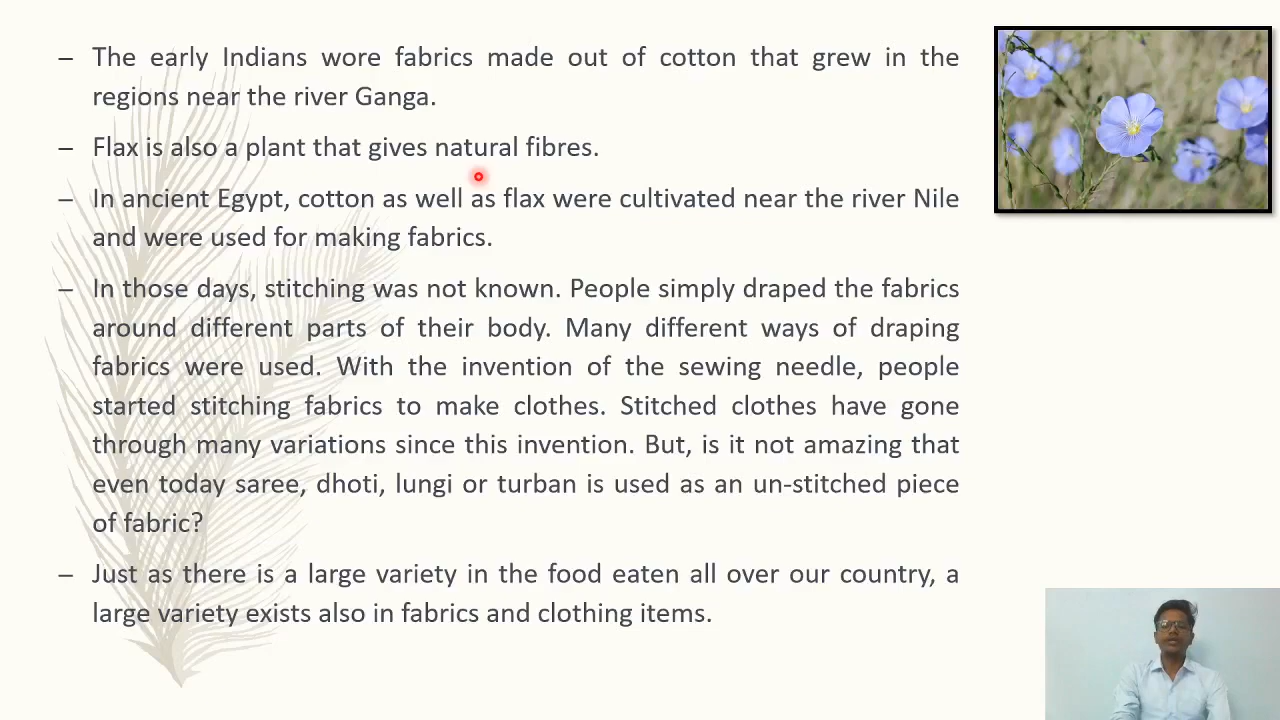 – The early Indians wore fabrics made out of cotton that grew in the
regions near the river Ganga.
– Flax is also a plant that gives natural fibres.
– In ancient Egypt, cotton as well as flax were cultivated near the river Nile
and were used for making fabrics.
– In those days, stitching was not known. People simply draped the fabrics
around different parts of their body. Many different ways of draping
fabrics were used. With the invention of the sewing needle, people
started stitching fabrics to make clothes. Stitched clothes have gone
through many variations since this invention. But, is it not amazing that
even today saree, dhoti, lungi or turban is used as an un-stitched piece
of fabric?
– Just as there is a large variety in the food eaten all over our country, a
large variety exists also in fabrics and clothing items.